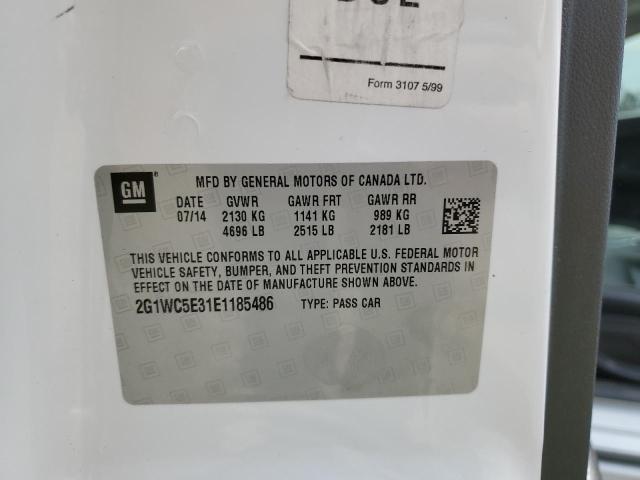 Form 3107 5/99
GM
MFD BY GENERAL MOTORS OF CANADA LTD.
DATE GVWR GAWR FRT GAWR RR
07/14 2130 KG 1141 KG 989 KG
4696 LB 2515 LB 2181 LB
THIS VEHICLE CONFORMS TO ALL APPLICABLE U.S. FEDERAL MOTOR
VEHICLE SAFETY, BUMPER, AND THEFT PREVENTION STANDARDS IN
EFFECT ON THE DATE OF MANUFACTURE SHOWN ABOVE.
2G1WC5E31E1185486 TYPE: PASS CAR